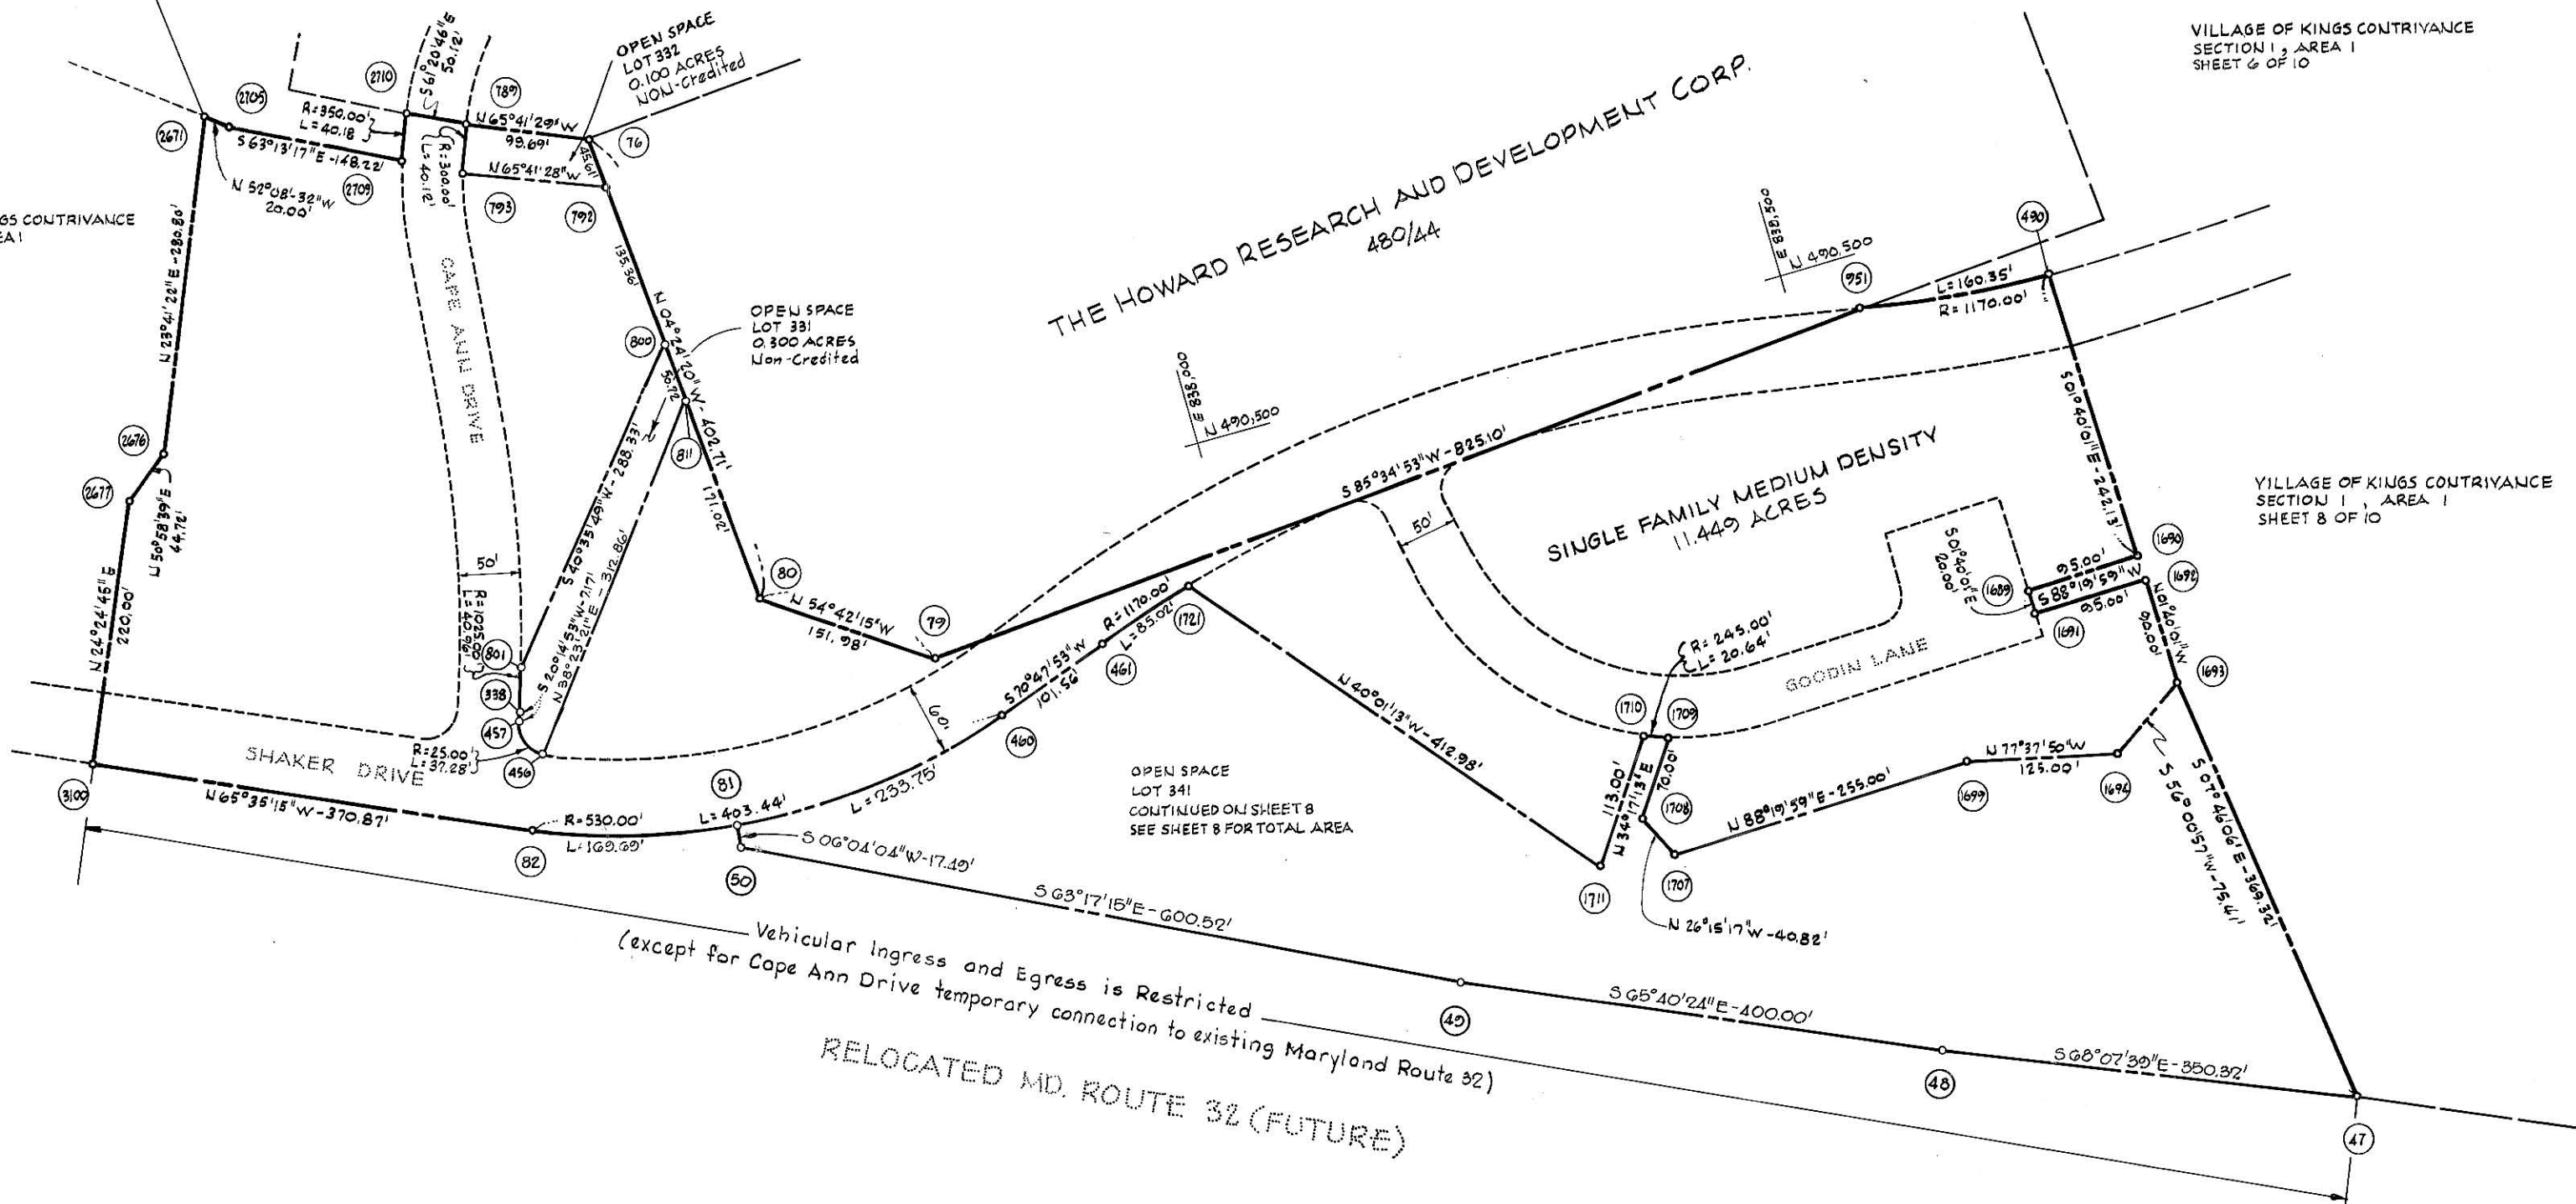 VILLAGE OF KINGS CONTRIVANCE
SECTION 1, AREA 1
SHEET 6 OF 10
OPEN SPACE
LOT 332
0.100 ACRES
NON-Credited
S 61°20'46"E
50.12'
2710
789
2705
2671
R=350.00'
L=40.18
N 65°41'29"W
99.69'
76
S 63°13'17"E-148.22'
2709
N 52°08'-32"W
20.00'
R=300.00'
L=40.12'
45.61'
N 65°41'28"W
793
792
GS CONTRIVANCE
EA 1
N 23°41'22"E-280.80'
CAPE ANN DRIVE
135.36'
N 04°24'20"W-402.71'
800
50.72
811
171.02'
OPEN SPACE
LOT 331
0.300 ACRES
Non-Credited
THE HOWARD RESEARCH AND DEVELOPMENT CORP.
480/44
E 838,500
N 490,500
490
951
L=160.35'
R=1170.00'
E 838,000
N 490,500
2676
2677
N 50°58'39"E
44.72'
N 24°24'45"E
220.00'
S 40°35'49"W-288.33'
N 38°23'21"E-312.86'
S 20°14'53"W-7.17'
50'
R=1025.00'
L=40.96'
801
338
457
R=25.00'
L=37.28'
456
80
N 54°42'15"W
151.98'
79
S 85°34'53"W-825.10'
50'
SINGLE FAMILY MEDIUM DENSITY
11.449 ACRES
S 01°40'01"E-242.13'
VILLAGE OF KINGS CONTRIVANCE
SECTION 1, AREA 1
SHEET 8 OF 10
S 01°40'01"E
20.00'
1689
95.00'
1690
S 88°19'59"W
95.00'
1692
1691
N 01°40'01"W
90.00'
1693
R=1170.00'
L=85.02'
1721
461
S 70°47'53"W
101.56'
460
60'
N 40°01'13"W-412.98'
R=245.00'
L=20.64'
GOODIN LANE
1710
1709
113.00'
N 34°17'13"E
70.00'
1708
1711
1707
N 26°15'17"W-40.82'
N 88°19'59"E-255.00'
1699
N 77°37'50"W
125.00'
1694
S 56°00'57"W-75.41'
S 07°46'06"E-369.32'
SHAKER DRIVE
3100
N 65°35'15"W-370.87'
R=530.00'
L=169.69'
82
81
L=403.44'
L=233.75'
S 06°04'04"W-17.49'
50
OPEN SPACE
LOT 341
CONTINUED ON SHEET 8
SEE SHEET 8 FOR TOTAL AREA
S 63°17'15"E-600.52'
49
S 65°40'24"E-400.00'
48
S 68°07'39"E-350.32'
47
Vehicular Ingress and Egress is Restricted
(except for Cape Ann Drive temporary connection to existing Maryland Route 32)
RELOCATED MD. ROUTE 32 (FUTURE)